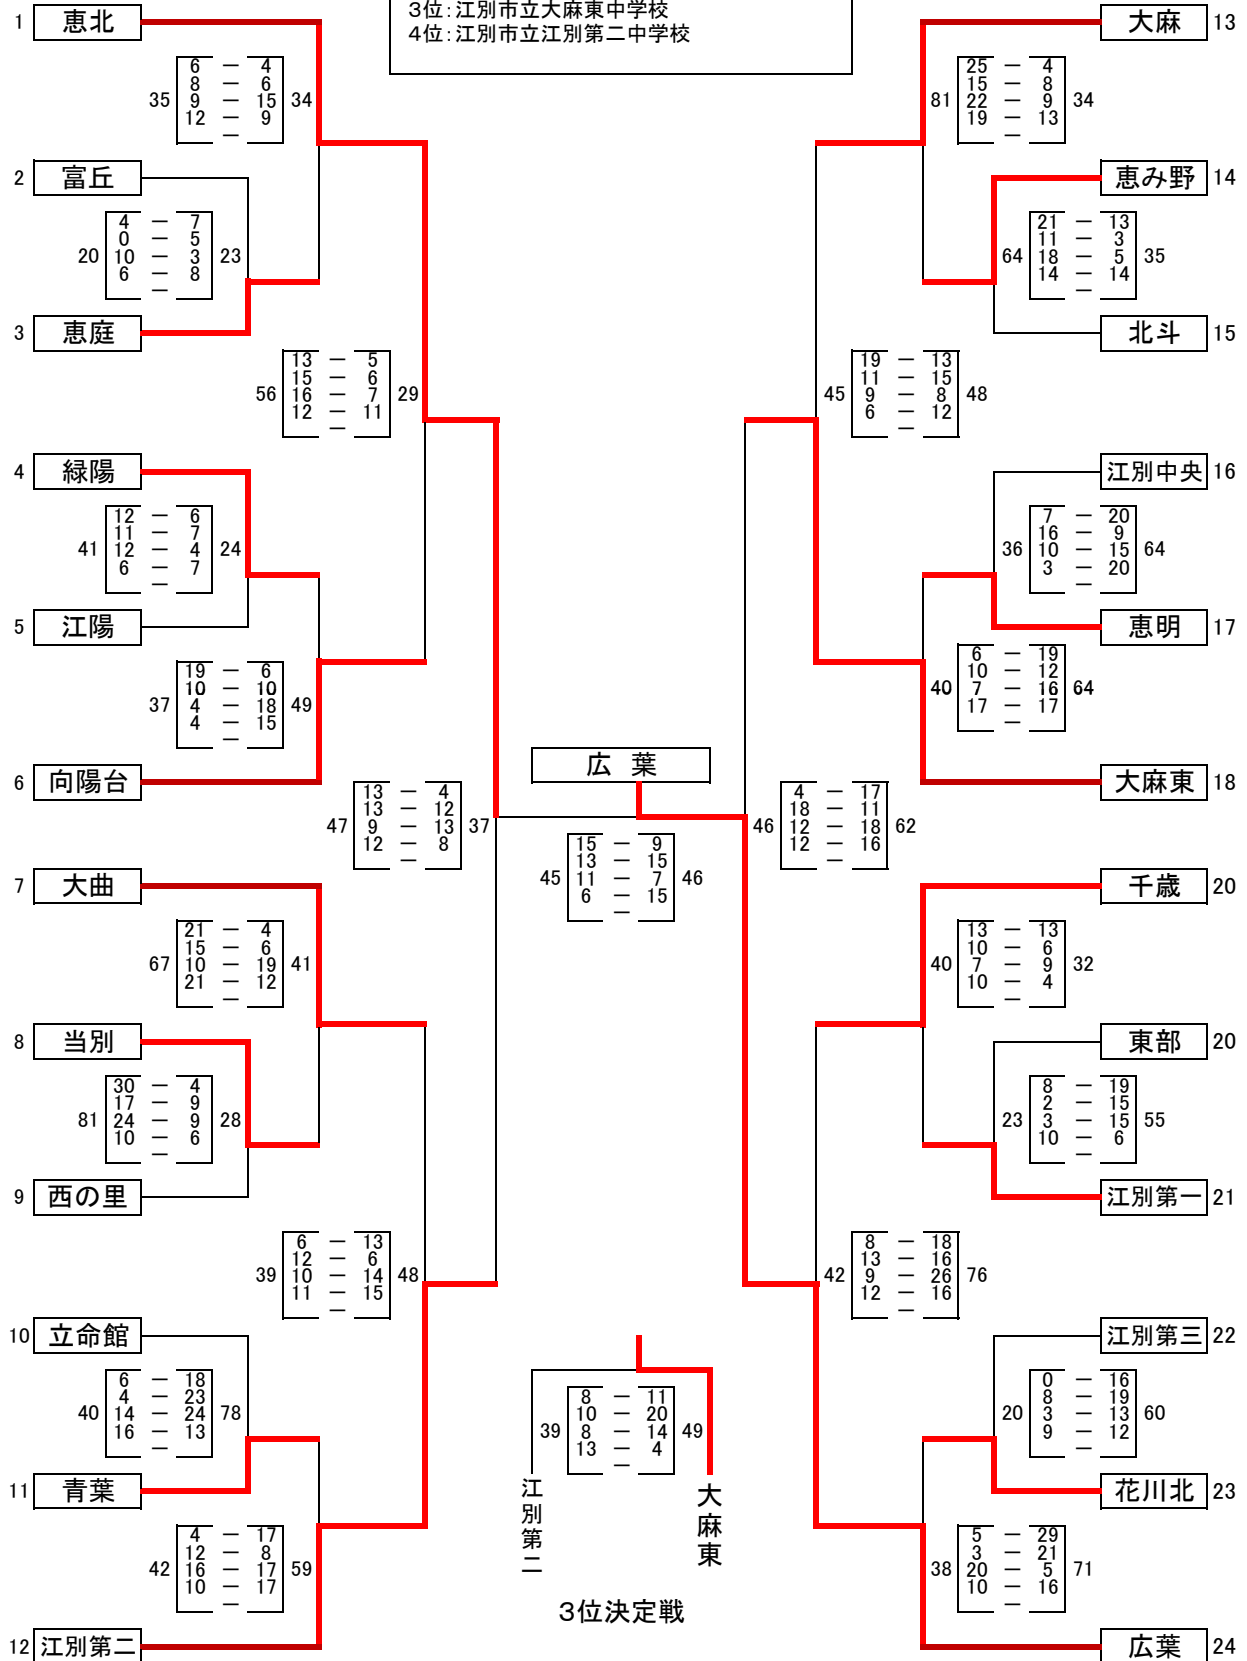 3位：江別市立大麻東中学校
4位：江別市立江別第二中学校
1 恵北
6 － 4
8 － 6
35 9 － 15 34
12 － 9
－
2 富丘
4 － 7
0 － 5
20 10 － 3 23
6 － 8
－
3 恵庭
13 － 5
15 － 6
56 16 － 7 29
12 － 11
－
4 緑陽
12 － 6
11 － 7
41 12 － 4 24
6 － 7
－
5 江陽
19 － 6
10 － 10
37 4 － 18 49
4 － 15
－
6 向陽台
13 － 4
13 － 12
47 9 － 13 37
12 － 8
－
7 大曲
21 － 4
15 － 6
67 10 － 19 41
21 － 12
－
8 当別
30 － 4
17 － 9
81 24 － 9 28
10 － 6
－
9 西の里
6 － 13
12 － 6
39 10 － 14 48
11 － 15
－
10 立命館
6 － 18
4 － 23
40 14 － 24 78
16 － 13
－
11 青葉
4 － 17
12 － 8
42 16 － 17 59
10 － 17
－
12 江別第二
広　葉
15 － 9
13 － 15
45 11 － 7 46
6 － 15
－
8 － 11
10 － 20
39 8 － 14 49
13 － 4
－
江別第二
大麻東
3位決定戦
大麻 13
25 － 4
15 － 8
81 22 － 9 34
19 － 13
－
恵み野 14
21 － 13
11 － 3
64 18 － 5 35
14 － 14
－
北斗 15
19 － 13
11 － 15
45 9 － 8 48
6 － 12
－
江別中央 16
7 － 20
16 － 9
36 10 － 15 64
3 － 20
－
恵明 17
6 － 19
10 － 12
40 7 － 16 64
17 － 17
－
大麻東 18
4 － 17
18 － 11
46 12 － 18 62
12 － 16
－
千歳 20
13 － 13
10 － 6
40 7 － 9 32
10 － 4
－
東部 20
8 － 19
2 － 15
23 3 － 15 55
10 － 6
－
江別第一 21
8 － 18
13 － 16
42 9 － 26 76
12 － 16
－
江別第三 22
0 － 16
8 － 19
20 3 － 13 60
9 － 12
－
花川北 23
5 － 29
3 － 21
38 20 － 5 71
10 － 16
－
広葉 24